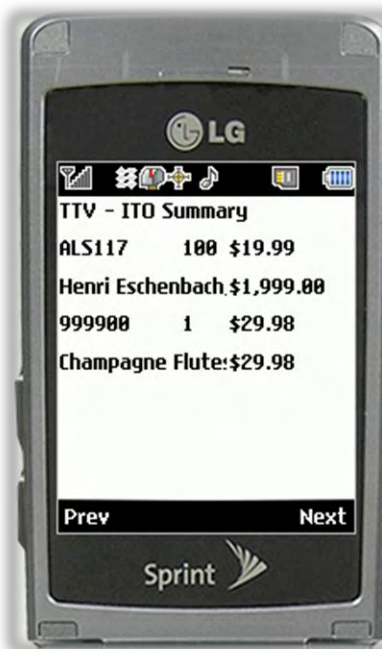 LG
TTV - ITO Summary
ALS117 100 $19.99
Henri Eschenbach $1,999.00
999900 1 $29.98
Champagne Flute $29.98
Prev Next
Sprint